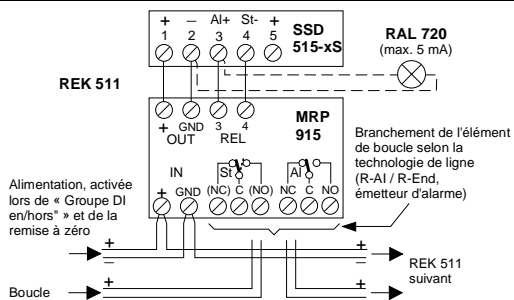 + – Al+ St- +
1 2 3 4 5
SSD
515-xS
RAL 720
(max. 5 mA)
REK 511
+ GND 3 4
OUT REL
MRP
915
IN St Al
+ GND (NC) C (NO) NC C NO
Branchement de l'élément
de boucle selon la
technologie de ligne
(R-Al / R-End,
émetteur d'alarme)
Alimentation, activée
lors de « Groupe DI
en/hors" » et de la
remise à zéro
+ +
– –
REK 511
suivant
Boucle
+ +
– –